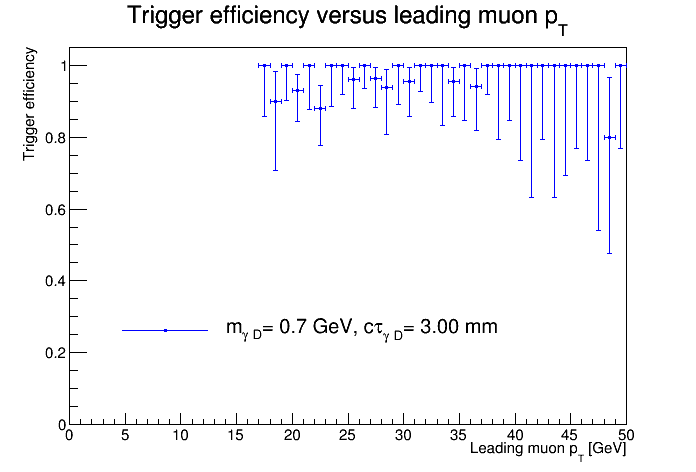 Trigger efficiency versus leading muon p_T
Trigger efficiency
1
0.8
0.6
0.4
0.2
0
m_γ D= 0.7 GeV, cτ_γ D= 3.00 mm
0 5 10 15 20 25 30 35 40 45 50
Leading muon p_T [GeV]